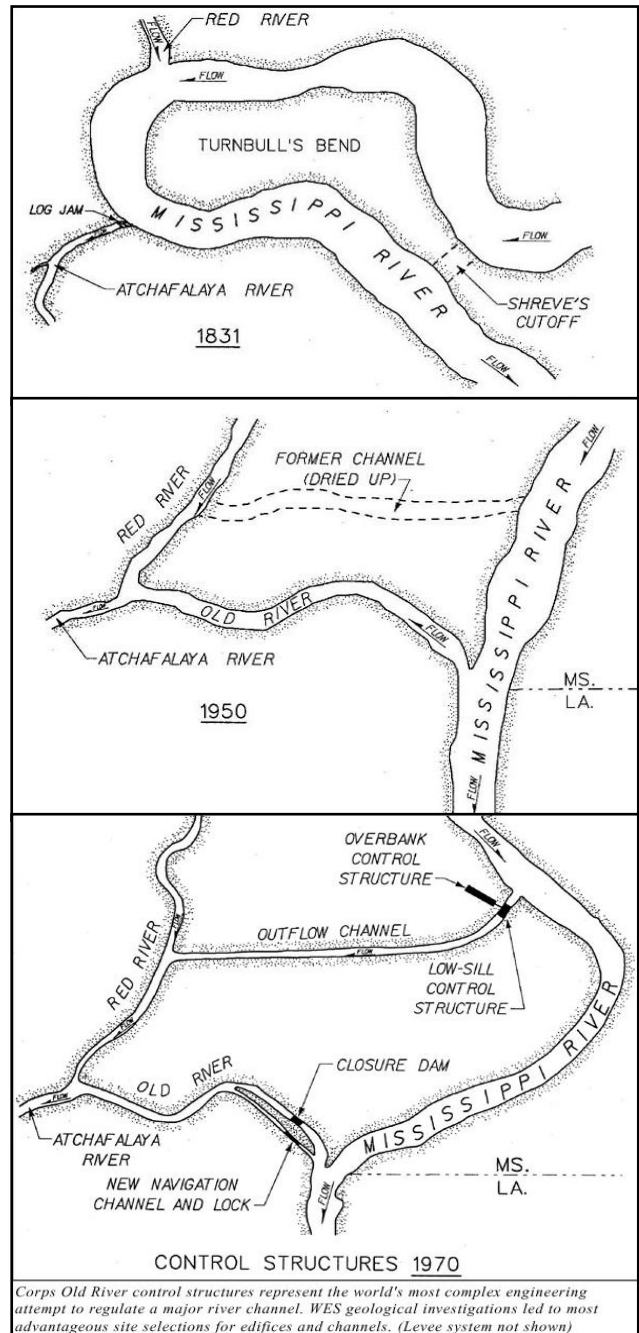 RED RIVER
FLOW
FLOW
TURNBULL'S BEND
LOG JAM
MISSISSIPPI RIVER
FLOW
ATCHAFALAYA RIVER
SHREVE'S
CUTOFF
1831
FLOW
FORMER CHANNEL
(DRIED UP)
FLOW
RED RIVER
FLOW
MISSISSIPPI RIVER
OLD RIVER
FLOW
FLOW
ATCHAFALAYA RIVER
MS.
LA.
1950
FLOW
OVERBANK
CONTROL
STRUCTURE
FLOW
FLOW
OUTFLOW CHANNEL
FLOW
RED RIVER
LOW-SILL
CONTROL
STRUCTURE
FLOW
MISSISSIPPI RIVER
OLD RIVER
CLOSURE DAM
FLOW
ATCHAFALAYA
RIVER
NEW NAVIGATION
CHANNEL AND LOCK
FLOW
MS.
LA.
CONTROL STRUCTURES 1970
Corps Old River control structures represent the world's most complex engineering
attempt to regulate a major river channel. WES geological investigations led to most
advantageous site selections for edifices and channels. (Levee system not shown)